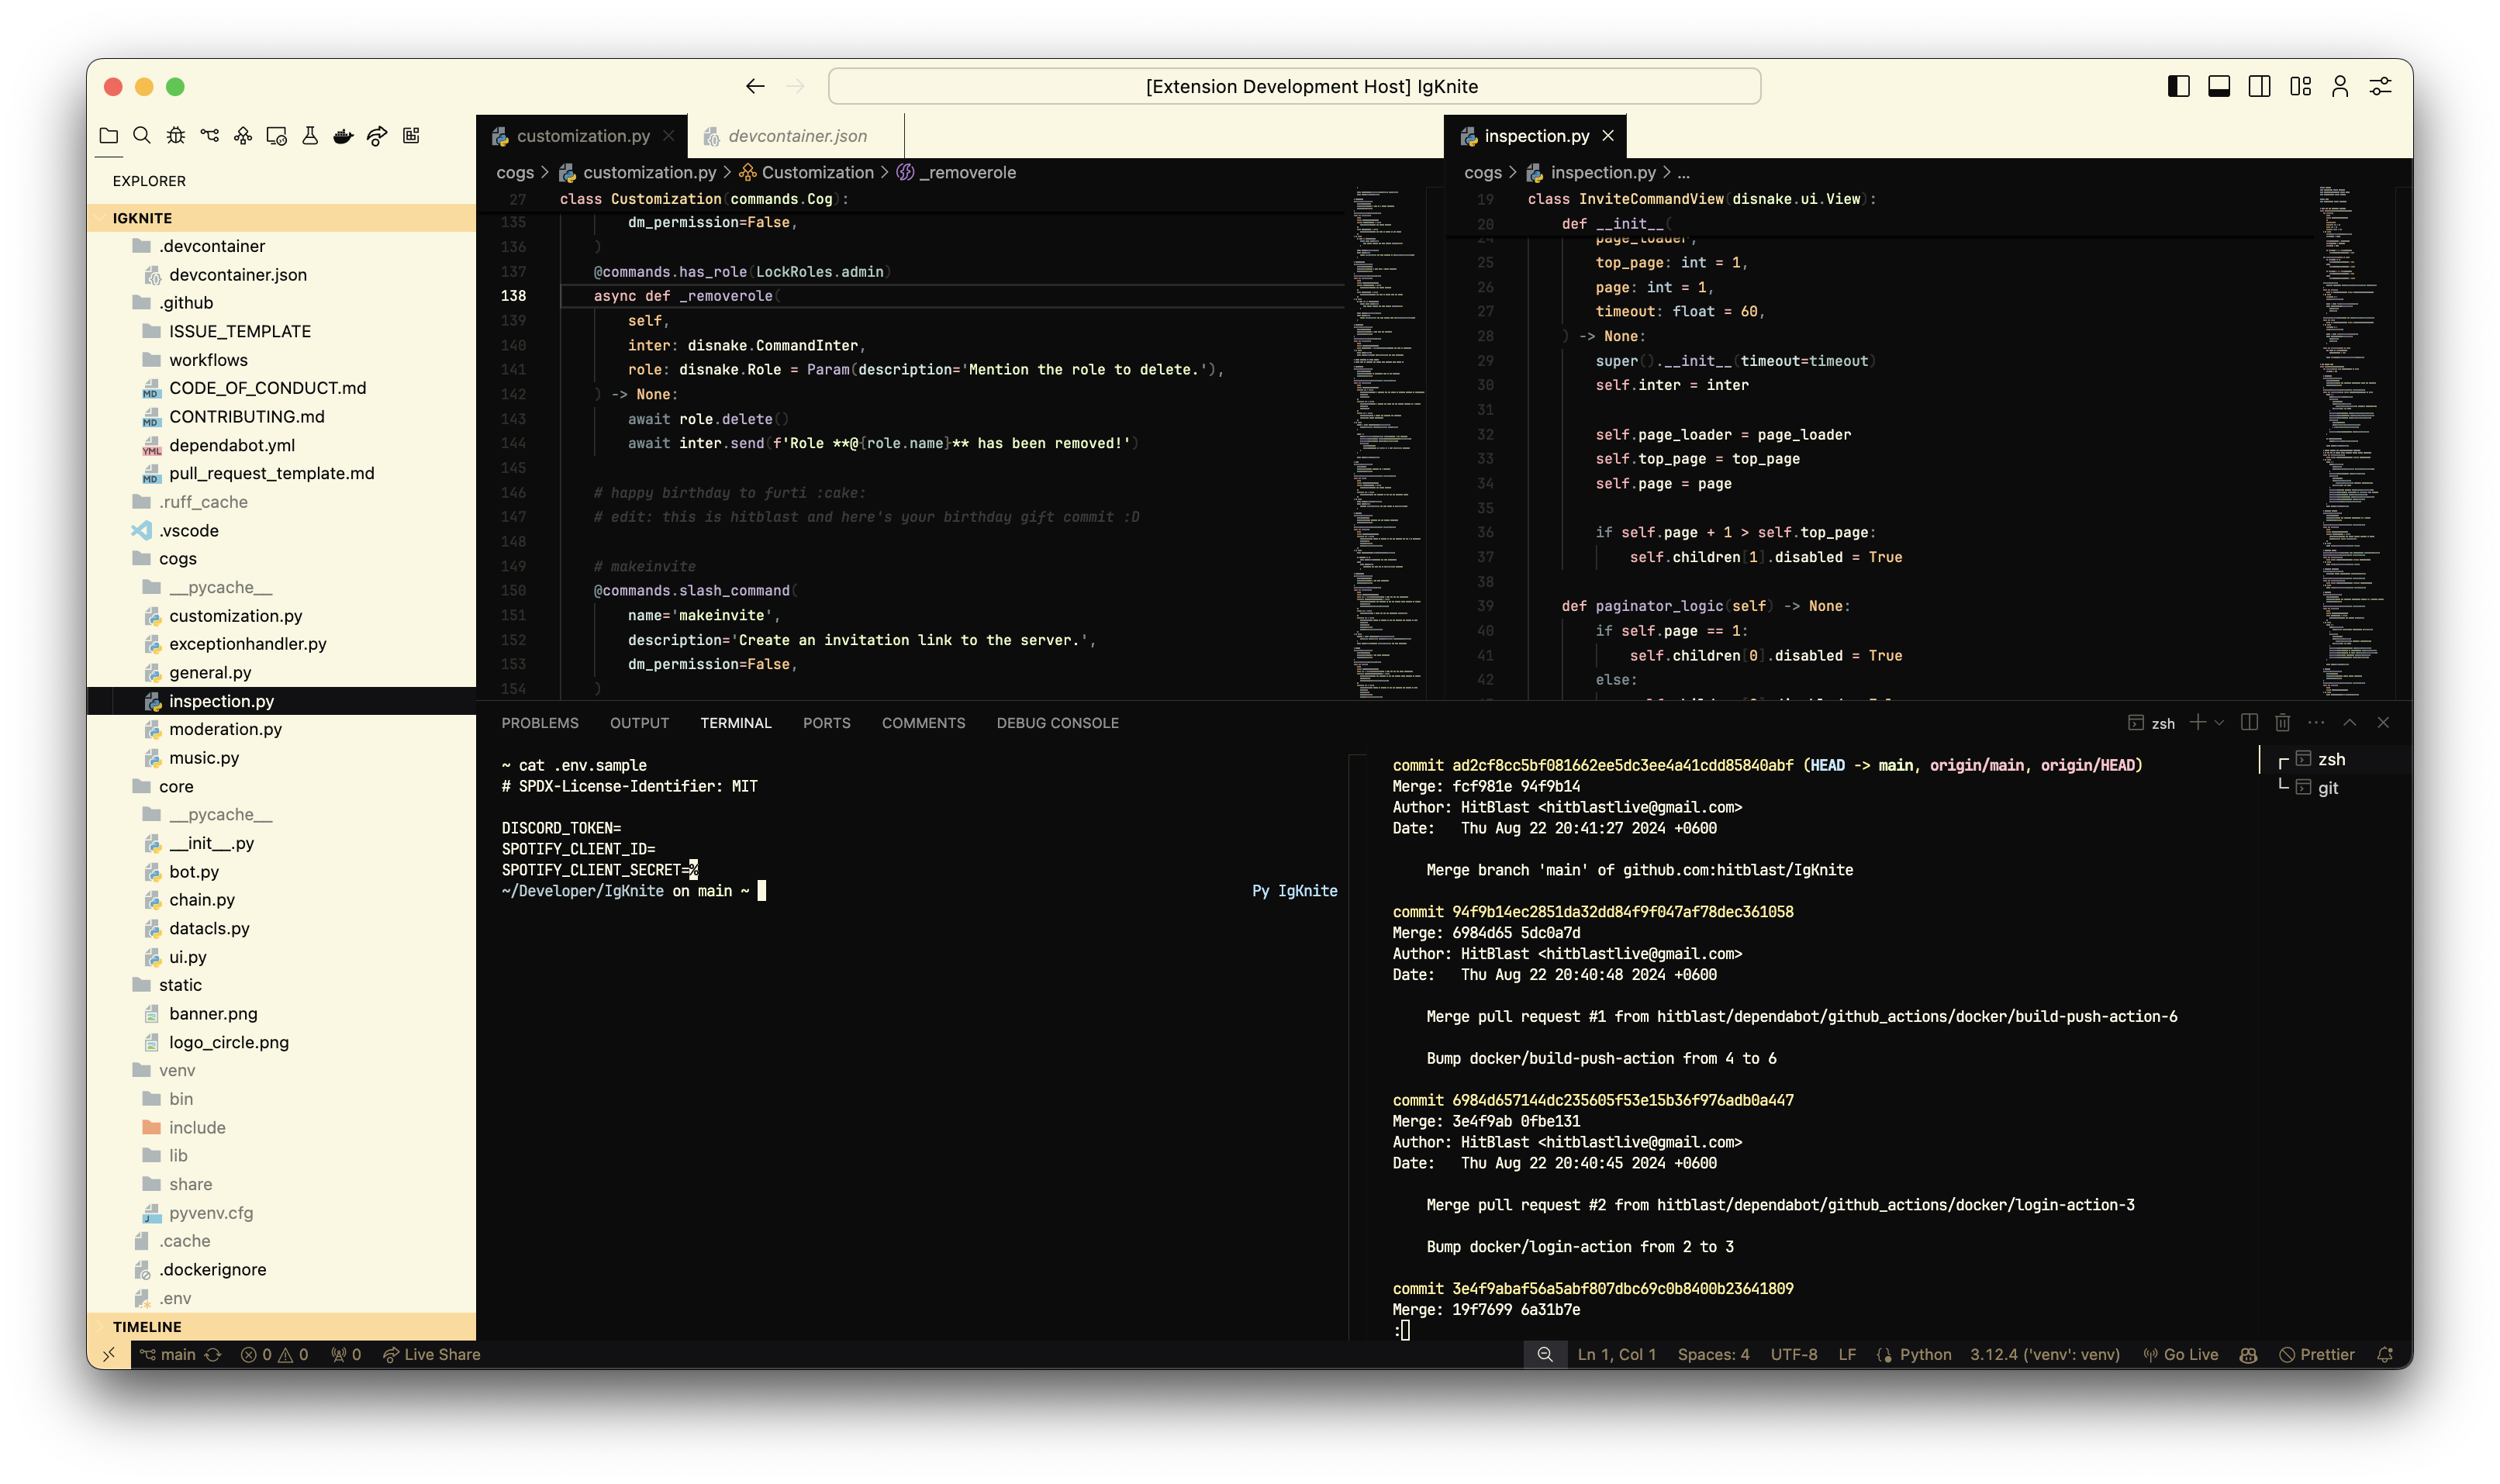 [Extension Development Host] IgKnite
EXPLORER
IGKNITE
.devcontainer
devcontainer.json
.github
ISSUE_TEMPLATE
workflows
CODE_OF_CONDUCT.md
CONTRIBUTING.md
dependabot.yml
pull_request_template.md
.ruff_cache
.vscode
cogs
__pycache__
customization.py
exceptionhandler.py
general.py
inspection.py
moderation.py
music.py
core
__pycache__
__init__.py
bot.py
chain.py
datacls.py
ui.py
static
banner.png
logo_circle.png
venv
bin
include
lib
share
pyvenv.cfg
.cache
.dockerignore
.env
TIMELINE
customization.py
devcontainer.json
cogs > customization.py > Customization > _removerole
27 class Customization(commands.Cog):
135 dm_permission=False,
136 )
137 @commands.has_role(LockRoles.admin)
138 async def _removerole(
139 self,
140 inter: disnake.CommandInter,
141 role: disnake.Role = Param(description='Mention the role to delete.'),
142 ) -> None:
143 await role.delete()
144 await inter.send(f'Role **@{role.name}** has been removed!')
145
146 # happy birthday to furti :cake:
147 # edit: this is hitblast and here's your birthday gift commit :D
148
149 # makeinvite
150 @commands.slash_command(
151 name='makeinvite',
152 description='Create an invitation link to the server.',
153 dm_permission=False,
154 )
inspection.py
cogs > inspection.py > ...
19 class InviteCommandView(disnake.ui.View):
20 def __init__(
24 page_loader,
25 top_page: int = 1,
26 page: int = 1,
27 timeout: float = 60,
28 ) -> None:
29 super().__init__(timeout=timeout)
30 self.inter = inter
31
32 self.page_loader = page_loader
33 self.top_page = top_page
34 self.page = page
35
36 if self.page + 1 > self.top_page:
37 self.children[1].disabled = True
38
39 def paginator_logic(self) -> None:
40 if self.page == 1:
41 self.children[0].disabled = True
42 else:
PROBLEMS OUTPUT TERMINAL PORTS COMMENTS DEBUG CONSOLE
zsh
~ cat .env.sample
# SPDX-License-Identifier: MIT
DISCORD_TOKEN=
SPOTIFY_CLIENT_ID=
SPOTIFY_CLIENT_SECRET=%
~/Developer/IgKnite on main ~
Py IgKnite
commit ad2cf8cc5bf081662ee5dc3ee4a41cdd85840abf (HEAD -> main, origin/main, origin/HEAD)
Merge: fcf981e 94f9b14
Author: HitBlast <hitblastlive@gmail.com>
Date: Thu Aug 22 20:41:27 2024 +0600
Merge branch 'main' of github.com:hitblast/IgKnite
commit 94f9b14ec2851da32dd84f9f047af78dec361058
Merge: 6984d65 5dc0a7d
Author: HitBlast <hitblastlive@gmail.com>
Date: Thu Aug 22 20:40:48 2024 +0600
Merge pull request #1 from hitblast/dependabot/github_actions/docker/build-push-action-6
Bump docker/build-push-action from 4 to 6
commit 6984d657144dc235605f53e15b36f976adb0a447
Merge: 3e4f9ab 0fbe131
Author: HitBlast <hitblastlive@gmail.com>
Date: Thu Aug 22 20:40:45 2024 +0600
Merge pull request #2 from hitblast/dependabot/github_actions/docker/login-action-3
Bump docker/login-action from 2 to 3
commit 3e4f9abaf56a5abf807dbc69c0b8400b23641809
Merge: 19f7699 6a31b7e
:
zsh
git
main 0 0 0 Live Share
Ln 1, Col 1 Spaces: 4 UTF-8 LF Python 3.12.4 ('venv': venv) Go Live Prettier